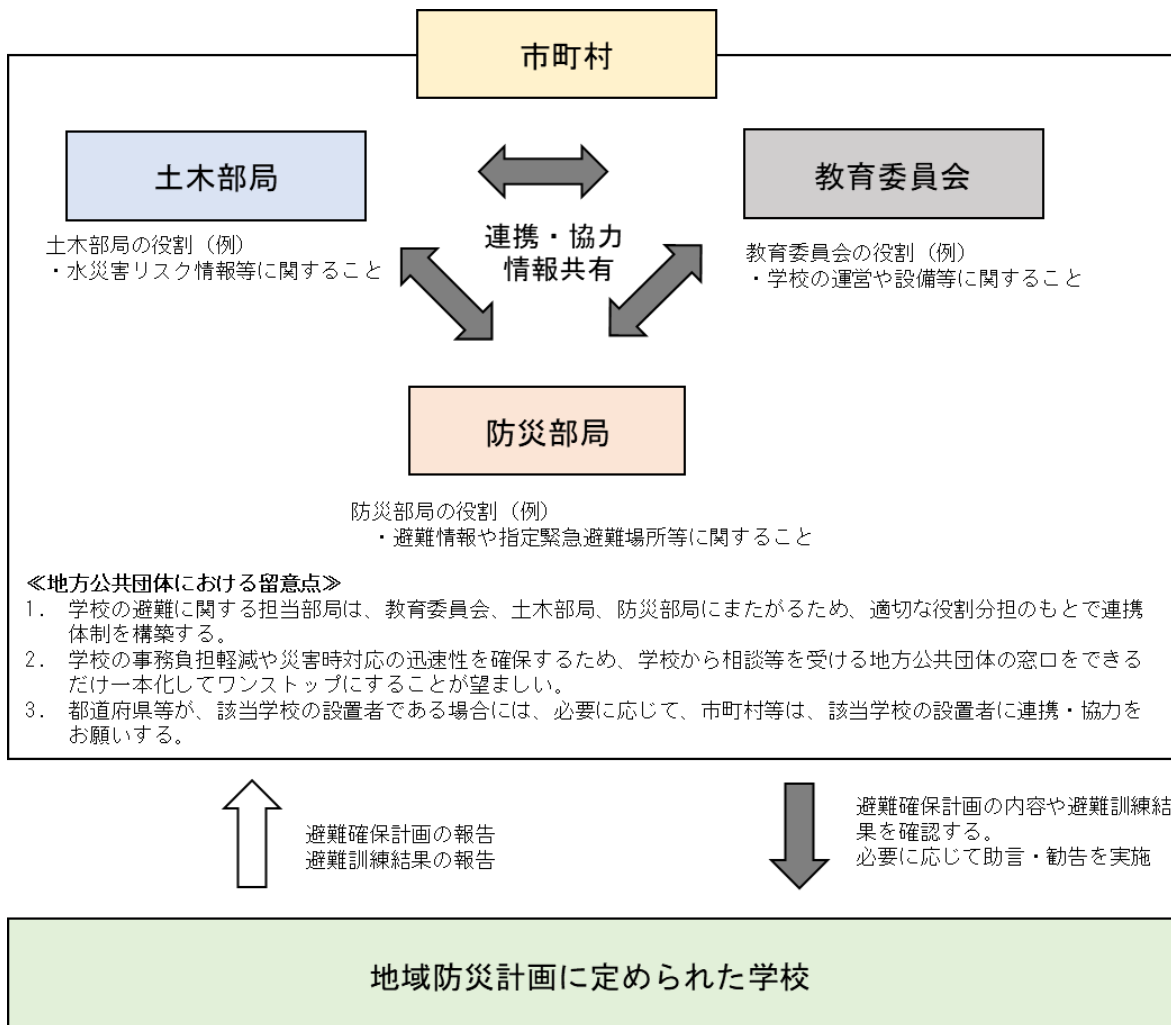 市町村
土木部局
教育委員会
土木部局の役割（例）
・水災害リスク情報等に関すること
連携・協力
情報共有
教育委員会の役割（例）
・学校の運営や設備等に関すること
防災部局
防災部局の役割（例）
・避難情報や指定緊急避難場所等に関すること
≪地方公共団体における留意点≫
1. 学校の避難に関する担当部局は、教育委員会、土木部局、防災部局にまたがるため、適切な役割分担のもとで連携
体制を構築する。
2. 学校の事務負担軽減や災害時対応の迅速性を確保するため、学校から相談等を受ける地方公共団体の窓口をできる
だけ一本化してワンストップにすることが望ましい。
3. 都道府県等が、該当学校の設置者である場合には、必要に応じて、市町村等は、該当学校の設置者に連携・協力を
お願いする。
避難確保計画の報告
避難訓練結果の報告
避難確保計画の内容や避難訓練結
果を確認する。
必要に応じて助言・勧告を実施
地域防災計画に定められた学校